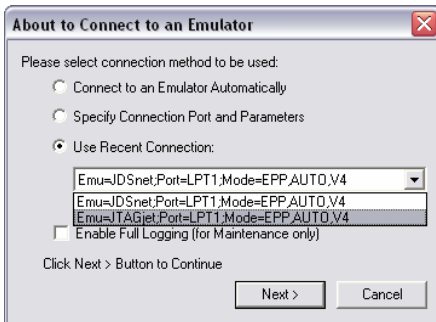 About to Connect to an Emulator
Please select connection method to be used:
Connect to an Emulator Automatically
Specify Connection Port and Parameters
Use Recent Connection:
Emu=JDSnet;Port=LPT1;Mode=EPP,AUTO,V4
Emu=JDSnet;Port=LPT1;Mode=EPP,AUTO,V4
Emu=JTAGjet;Port=LPT1;Mode=EPP,AUTO,V4
Enable Full Logging (for Maintenance only)
Click Next > Button to Continue
Next > Cancel